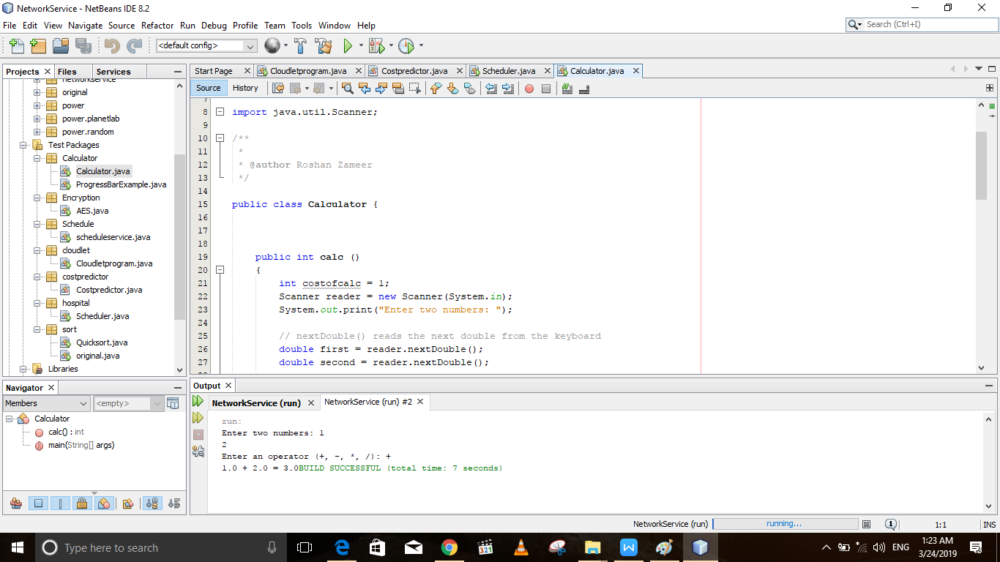 NetworkService - NetBeans IDE 8.2
File Edit View Navigate Source Refactor Run Debug Profile Team Tools Window Help
Search (Ctrl+I)
<default config>
Projects Files Services
networkservice
original
power
power.planetlab
power.random
Test Packages
Calculator
Calculator.java
ProgressBarExample.java
Encryption
AES.java
Schedule
scheduleservice.java
cloudlet
Cloudletprogram.java
costpredictor
Costpredictor.java
hospital
Scheduler.java
sort
Quicksort.java
original.java
Libraries
Start Page Cloudletprogram.java Costpredictor.java Scheduler.java Calculator.java
Source History
7
8 import java.util.Scanner;
9
10 /**
11 *
12 * @author Roshan Zameer
13 */
14
15 public class Calculator {
16
17
18
19 public int calc ()
20 {
21 int costofcalc = 1;
22 Scanner reader = new Scanner(System.in);
23 System.out.print("Enter two numbers: ");
24
25 // nextDouble() reads the next double from the keyboard
26 double first = reader.nextDouble();
27 double second = reader.nextDouble();
Navigator
Members <empty>
Calculator
calc() : int
main(String[] args)
Output
NetworkService (run) NetworkService (run) #2
run:
Enter two numbers: 1
2
Enter an operator (+, -, *, /): +
1.0 + 2.0 = 3.0BUILD SUCCESSFUL (total time: 7 seconds)
NetworkService (run) running... 1 1:1 INS
Type here to search
321
W
ENG
1:23 AM
3/24/2019